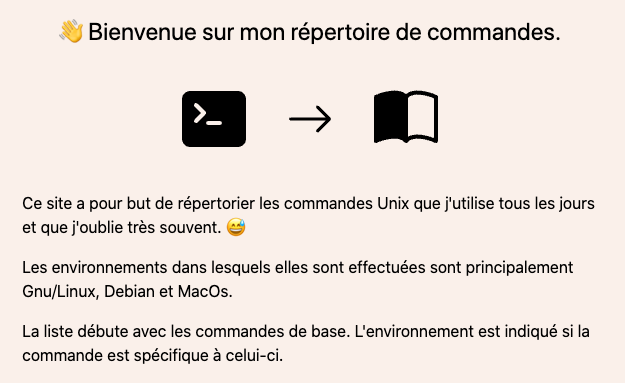 👋 Bienvenue sur mon répertoire de commandes.
>_
Ce site a pour but de répertorier les commandes Unix que j'utilise tous les jours
et que j'oublie très souvent. 😅
Les environnements dans lesquels elles sont effectuées sont principalement
Gnu/Linux, Debian et MacOs.
La liste débute avec les commandes de base. L'environnement est indiqué si la
commande est spécifique à celui-ci.